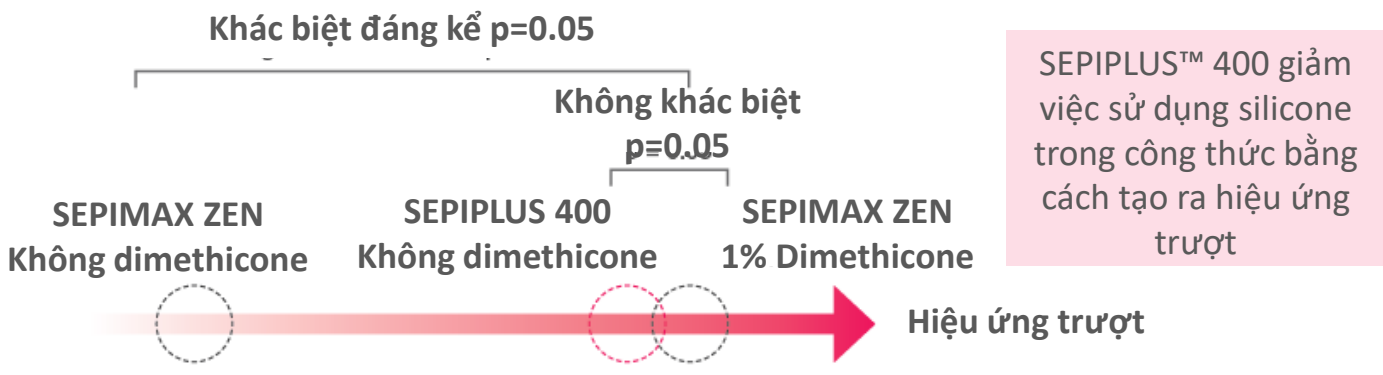 Khác biệt đáng kể p=0.05
Không khác biệt
p=0.05
SEPIMAX ZEN
Không dimethicone
SEPIPLUS 400
Không dimethicone
SEPIMAX ZEN
1% Dimethicone
Hiệu ứng trượt
SEPIPLUS™ 400 giảm
việc sử dụng silicone
trong công thức bằng
cách tạo ra hiệu ứng
trượt